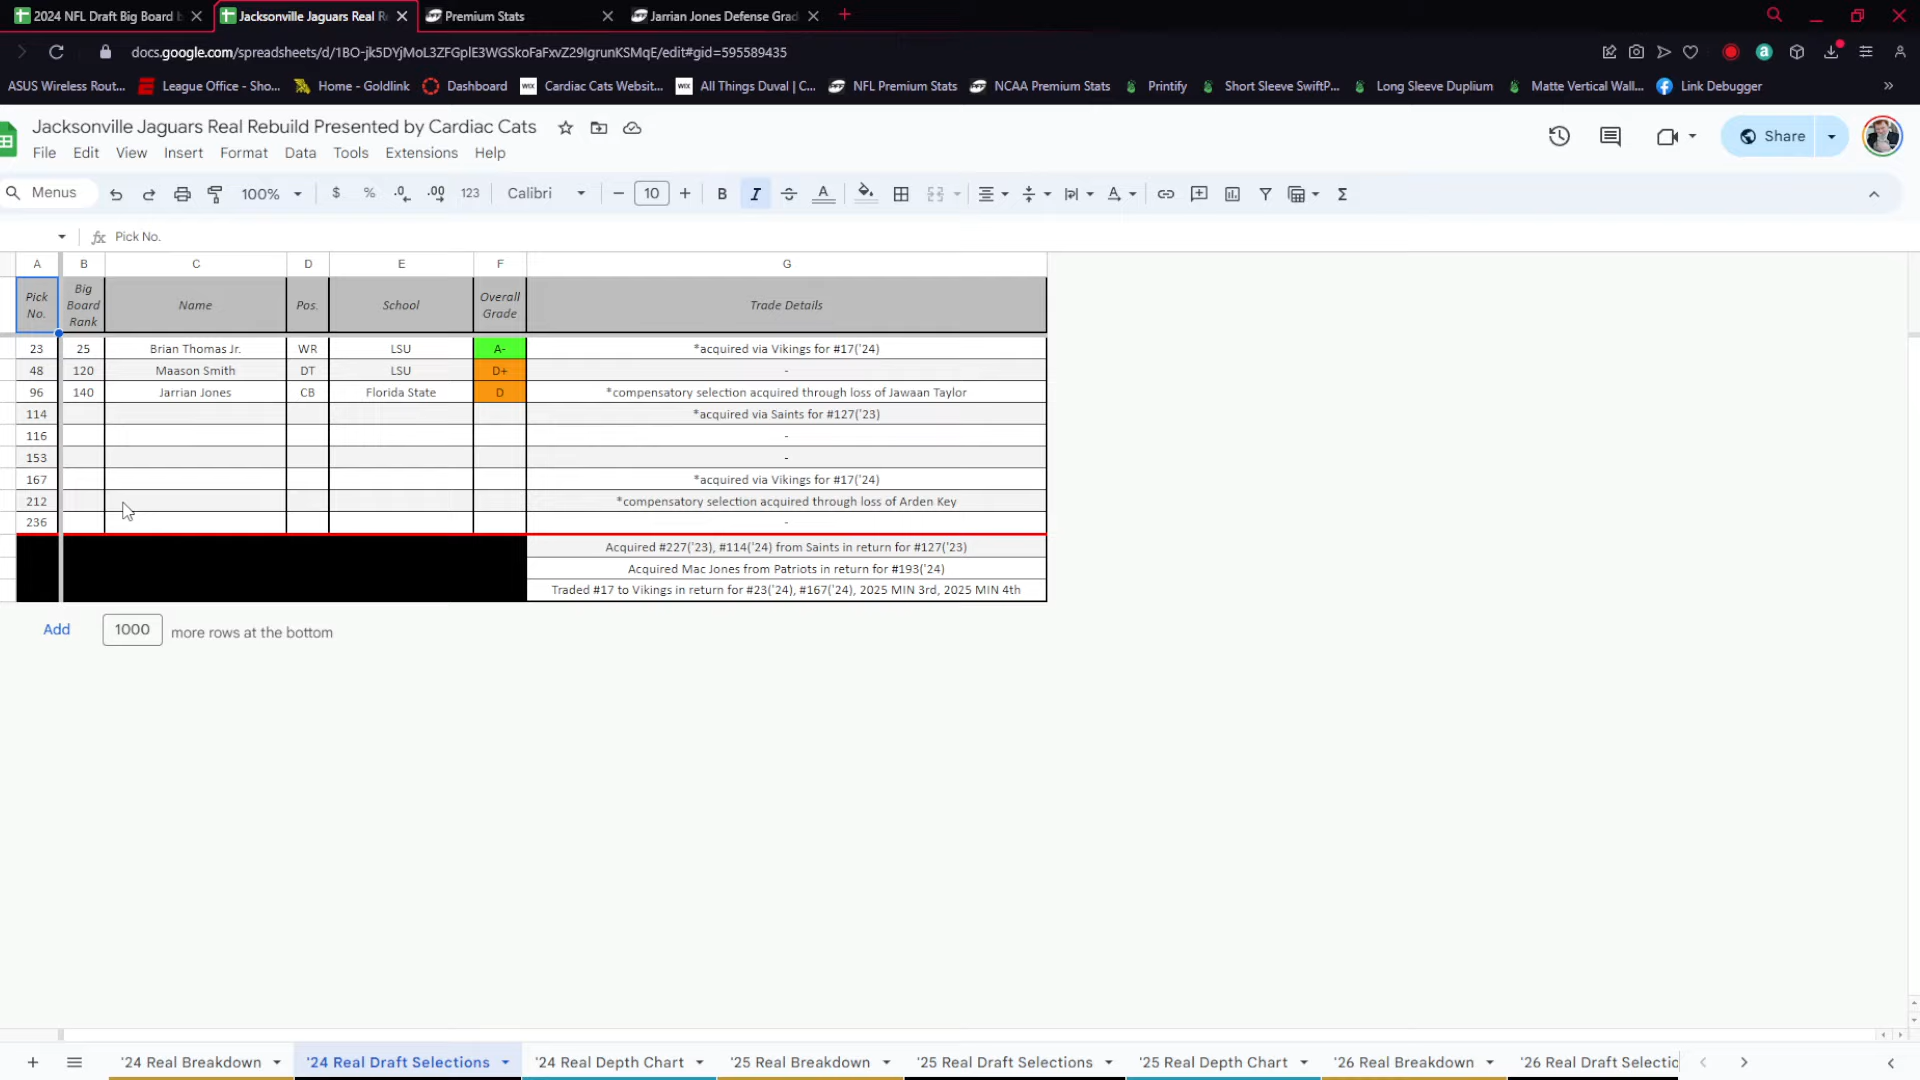 2024 NFL Draft Big Board b
Jacksonville Jaguars Real R
Premium Stats
Jarrian Jones Defense Grad
docs.google.com/spreadsheets/d/1BO-jk5DYjMoL3ZFGplE3WGSkoFaFxvZ29IgrunKSMqE/edit#gid=595589435
ASUS Wireless Rout... League Office - Sho... Home - Goldlink Dashboard Cardiac Cats Websit... All Things Duval | C... NFL Premium Stats NCAA Premium Stats Printify Short Sleeve SwiftP... Long Sleeve Duplium Matte Vertical Wall... Link Debugger »
Jacksonville Jaguars Real Rebuild Presented by Cardiac Cats
Share
File Edit View Insert Format Data Tools Extensions Help
Menus 100% $ % .0 .00 123 Calibri − 10 + B I S A Σ
fx Pick No.
A B C D E F G
Pick No. Big Board Rank Name Pos. School Overall Grade Trade Details
23 25 Brian Thomas Jr. WR LSU A- *acquired via Vikings for #17('24)
48 120 Maason Smith DT LSU D+ -
96 140 Jarrian Jones CB Florida State D *compensatory selection acquired through loss of Jawaan Taylor
114 *acquired via Saints for #127('23)
116 -
153 -
167 *acquired via Vikings for #17('24)
212 *compensatory selection acquired through loss of Arden Key
236 -
Acquired #227('23), #114('24) from Saints in return for #127('23)
Acquired Mac Jones from Patriots in return for #193('24)
Traded #17 to Vikings in return for #23('24), #167('24), 2025 MIN 3rd, 2025 MIN 4th
Add 1000 more rows at the bottom
'24 Real Breakdown '24 Real Draft Selections '24 Real Depth Chart '25 Real Breakdown '25 Real Draft Selections '25 Real Depth Chart '26 Real Breakdown '26 Real Draft Selectio